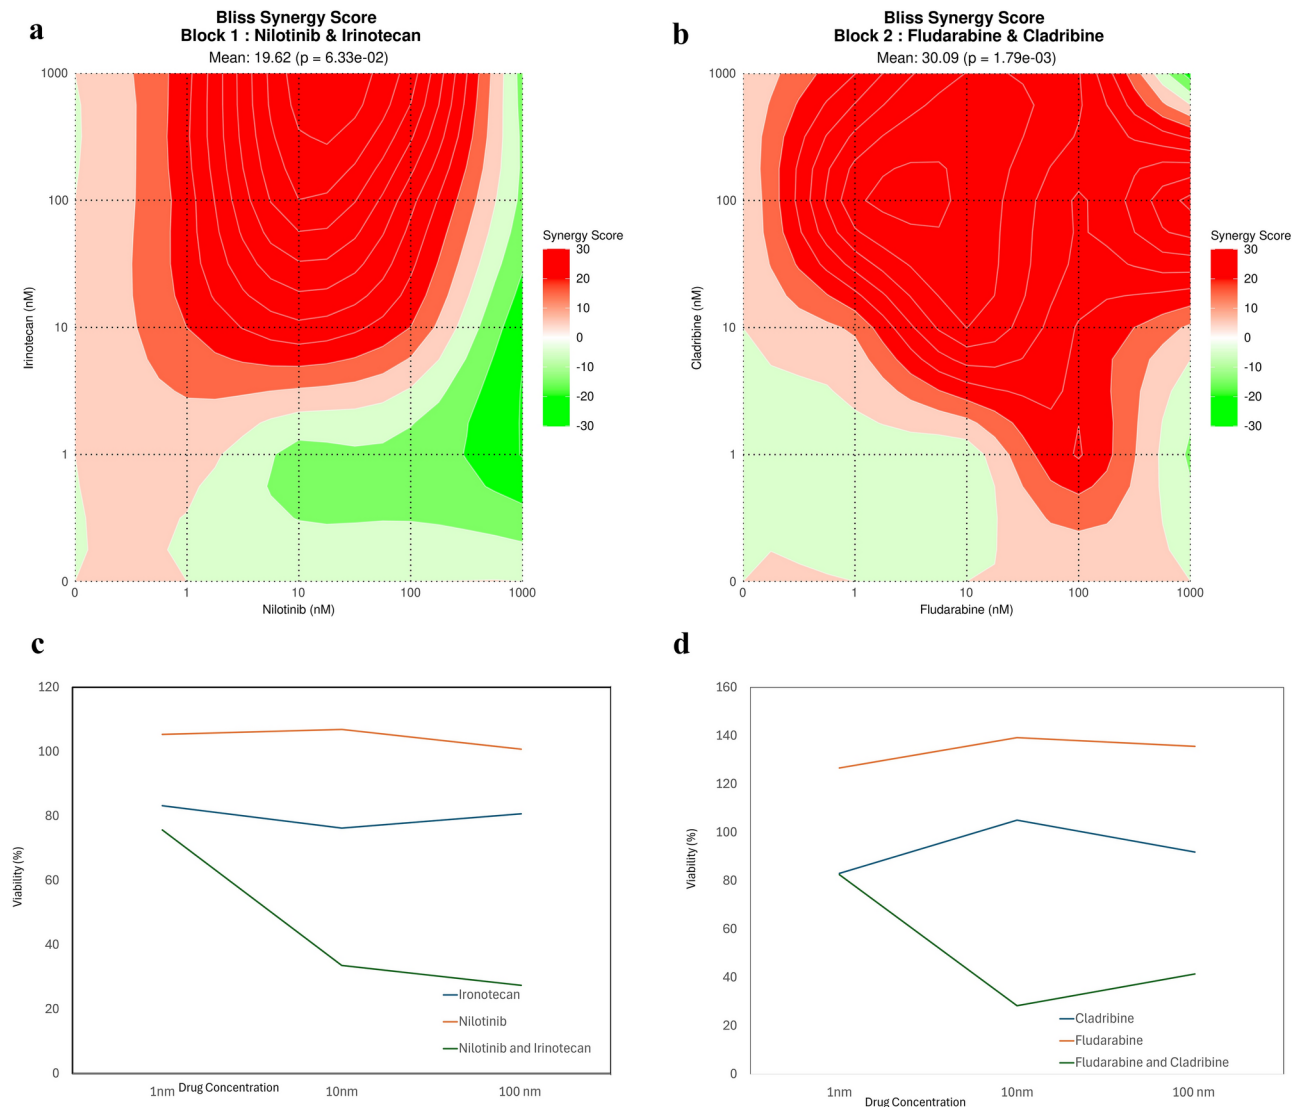 a
Bliss Synergy Score
Block 1 : Nilotinib & Irinotecan
Mean: 19.62 (p = 6.33e-02)
1000
100
10
1
0
Irinotecan (nM)
0 1 10 100 1000
Nilotinib (nM)
Synergy Score
30
20
10
0
-10
-20
-30
b
Bliss Synergy Score
Block 2 : Fludarabine & Cladribine
Mean: 30.09 (p = 1.79e-03)
1000
100
10
1
0
Cladribine (nM)
0 1 10 100 1000
Fludarabine (nM)
Synergy Score
30
20
10
0
-10
-20
-30
c
120
100
80
60
40
20
0
Viability (%)
Ironotecan
Nilotinib
Nilotinib and Irinotecan
1nm 10nm 100 nm
Drug Concentration
d
160
140
120
100
80
60
40
20
0
Viability (%)
Cladribine
Fludarabine
Fludarabine and Cladribine
1nm 10nm 100 nm
Drug Concentration